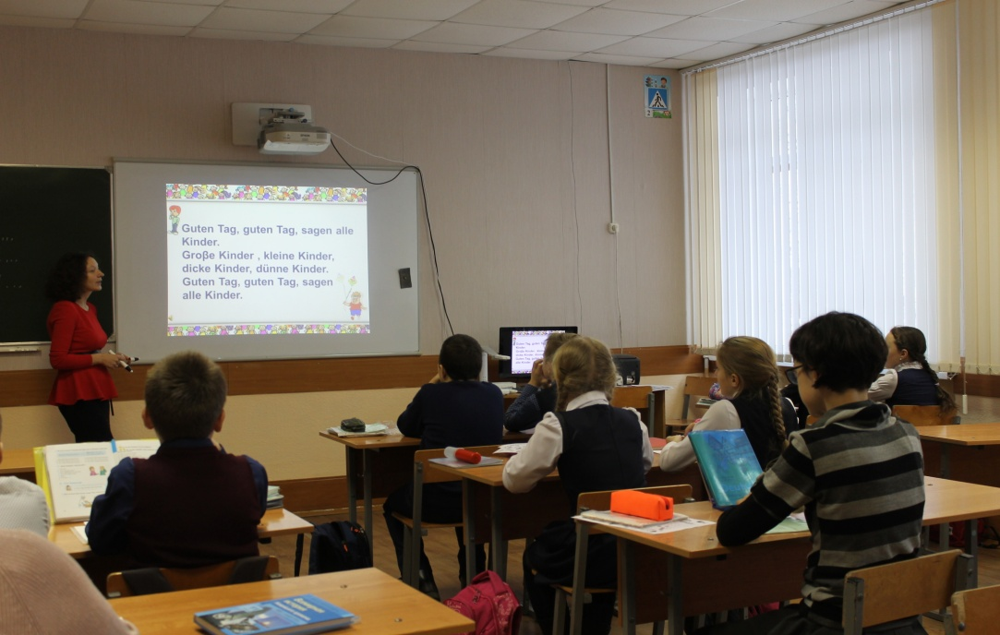 Guten Tag, guten Tag, sagen alle
Kinder.
Groβe Kinder , kleine Kinder,
dicke Kinder, dünne Kinder.
Guten Tag, guten Tag, sagen
alle Kinder.